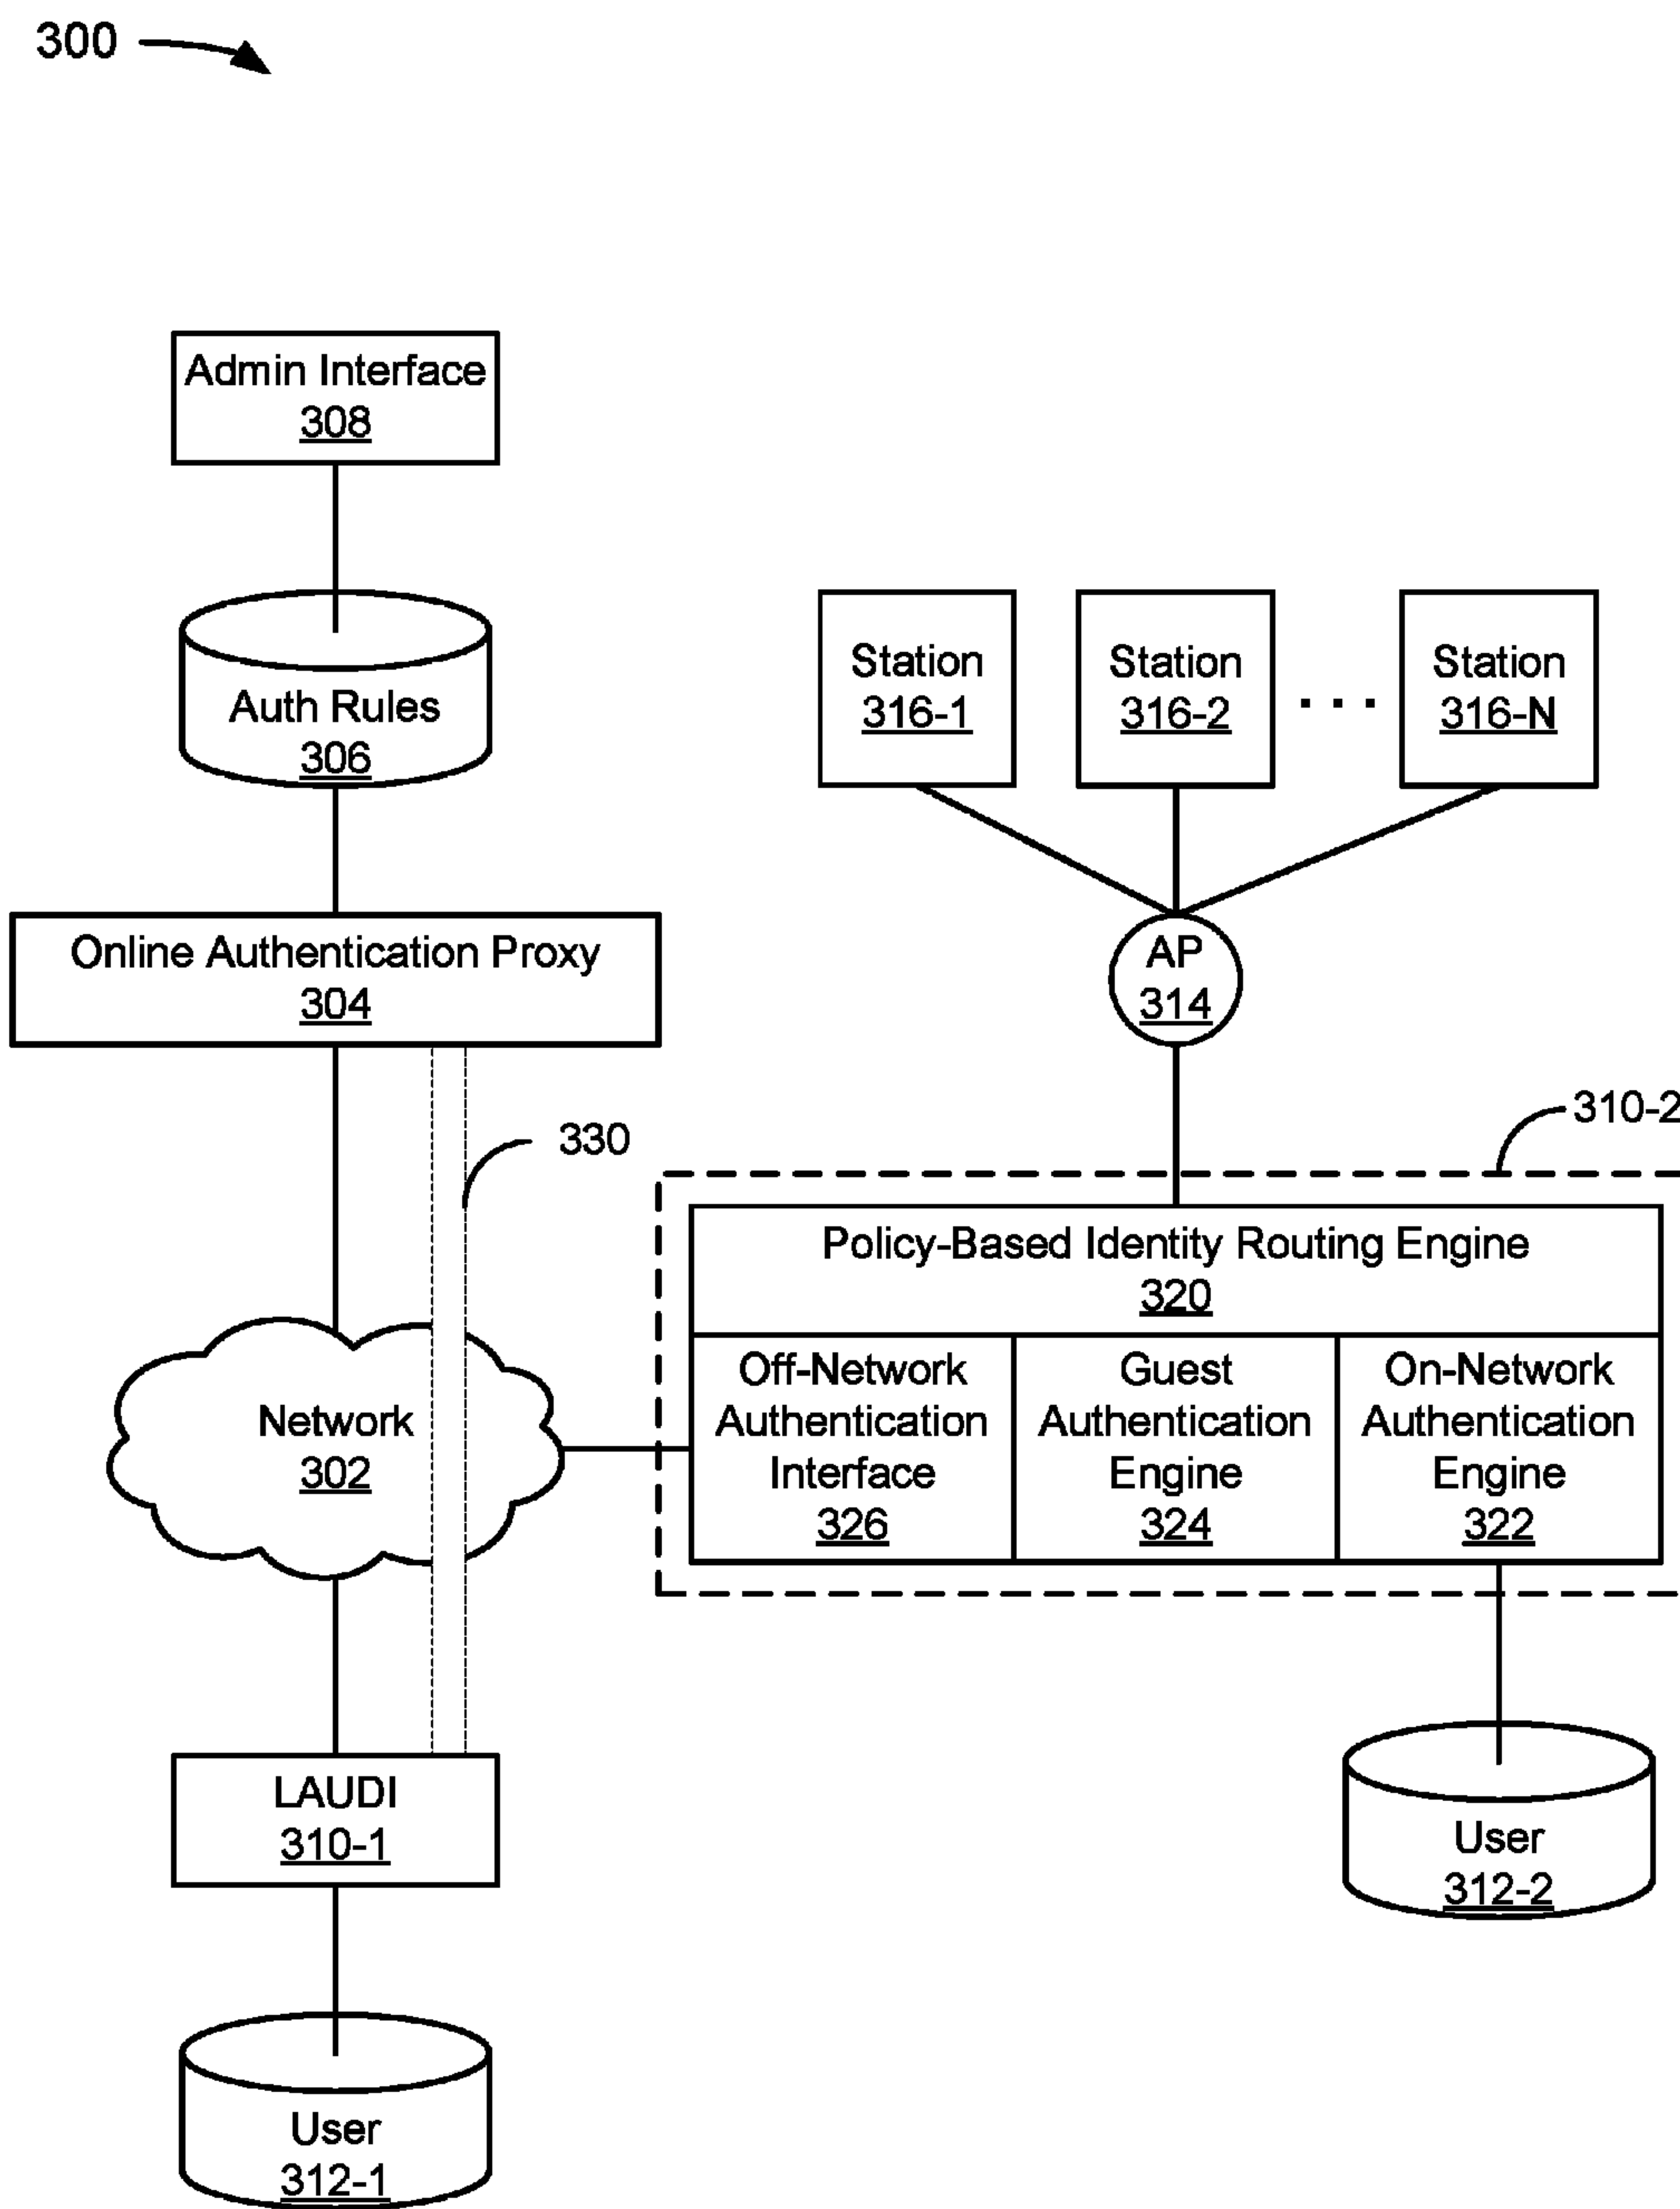 300
Admin Interface
308
Auth Rules
306
Station
316-1
Station
316-2
. . .
Station
316-N
Online Authentication Proxy
304
AP
314
330
310-2
Policy-Based Identity Routing Engine
320
Off-Network
Authentication
Interface
326
Guest
Authentication
Engine
324
On-Network
Authentication
Engine
322
Network
302
LAUDI
310-1
User
312-2
User
312-1